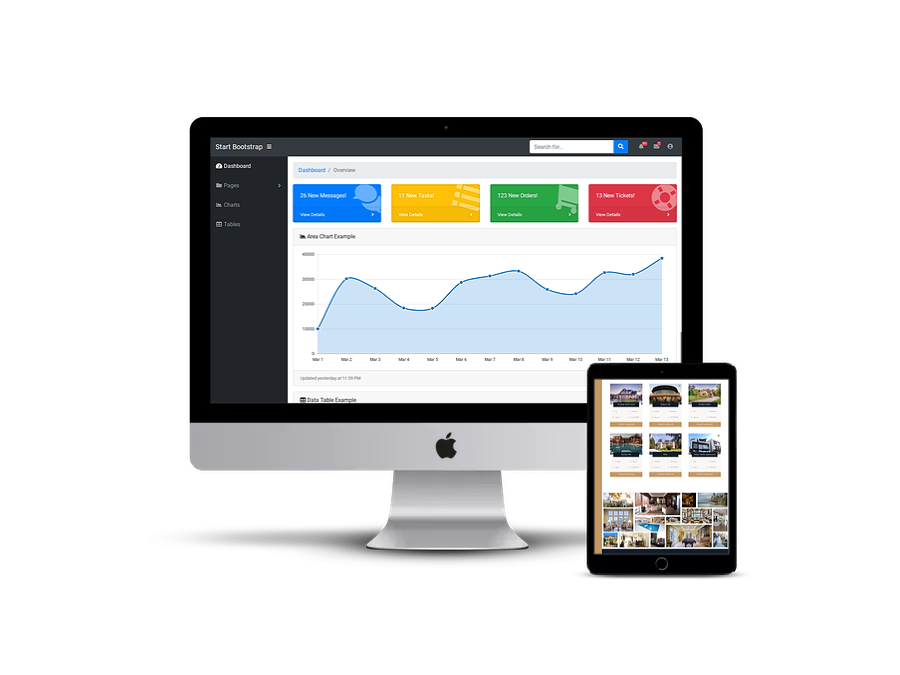 Start Bootstrap
Search for...
Dashboard
Pages
Charts
Tables
Dashboard / Overview
26 New Messages!
View Details
11 New Tasks!
View Details
123 New Orders!
View Details
13 New Tickets!
View Details
Area Chart Example
40000
30000
20000
10000
0
Mar 1 Mar 2 Mar 3 Mar 4 Mar 5 Mar 6 Mar 7 Mar 8 Mar 9 Mar 10 Mar 11 Mar 12 Mar 13
Updated yesterday at 11:59 PM
Data Table Example